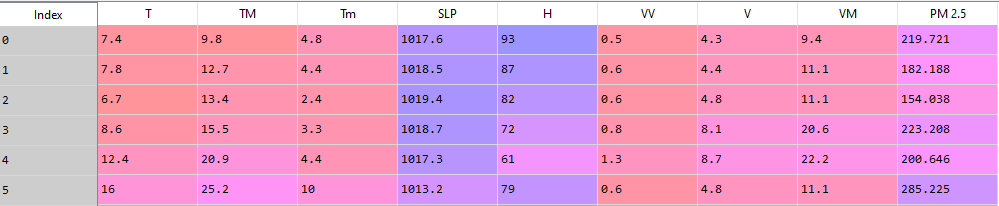 Index T TM Tm SLP H VV V VM PM 2.5
0 7.4 9.8 4.8 1017.6 93 0.5 4.3 9.4 219.721
1 7.8 12.7 4.4 1018.5 87 0.6 4.4 11.1 182.188
2 6.7 13.4 2.4 1019.4 82 0.6 4.8 11.1 154.038
3 8.6 15.5 3.3 1018.7 72 0.8 8.1 20.6 223.208
4 12.4 20.9 4.4 1017.3 61 1.3 8.7 22.2 200.646
5 16 25.2 10 1013.2 79 0.6 4.8 11.1 285.225